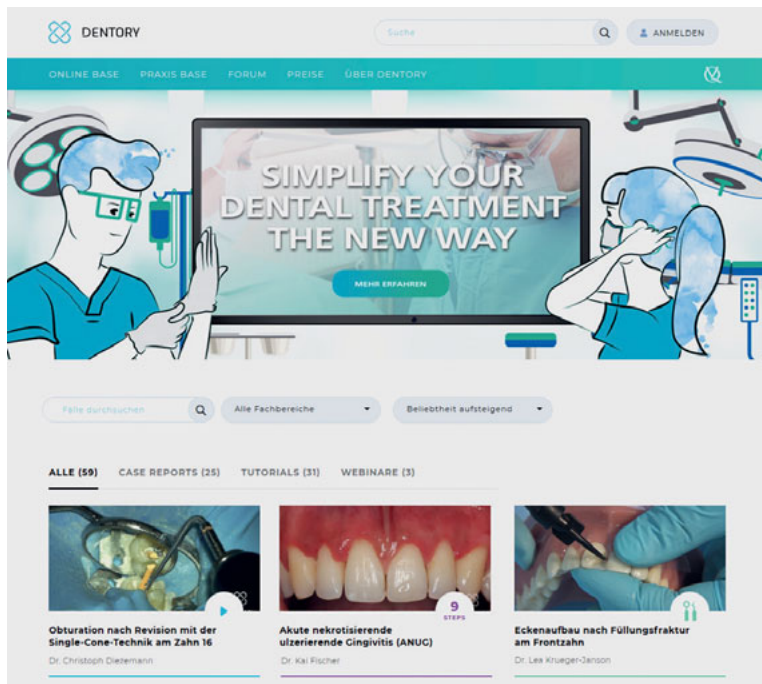 DENTORY
Suche
ANMELDEN
ONLINE BASE PRAXIS BASE FORUM PREISE ÜBER DENTORY
SIMPLIFY YOUR
DENTAL TREATMENT
THE NEW WAY
MEHR ERFAHREN
Fälle durchsuchen
Alle Fachbereiche
Beliebtheit aufsteigend
ALLE (59) CASE REPORTS (25) TUTORIALS (31) WEBINARE (3)
9
STEPS
Obturation nach Revision mit der
Single-Cone-Technik am Zahn 16
Dr. Christoph Diezemann
Akute nekrotisierende
ulzerierende Gingivitis (ANUG)
Dr. Kai Fischer
Eckenaufbau nach Füllungsfraktur
am Frontzahn
Dr. Lea Krueger-Janson